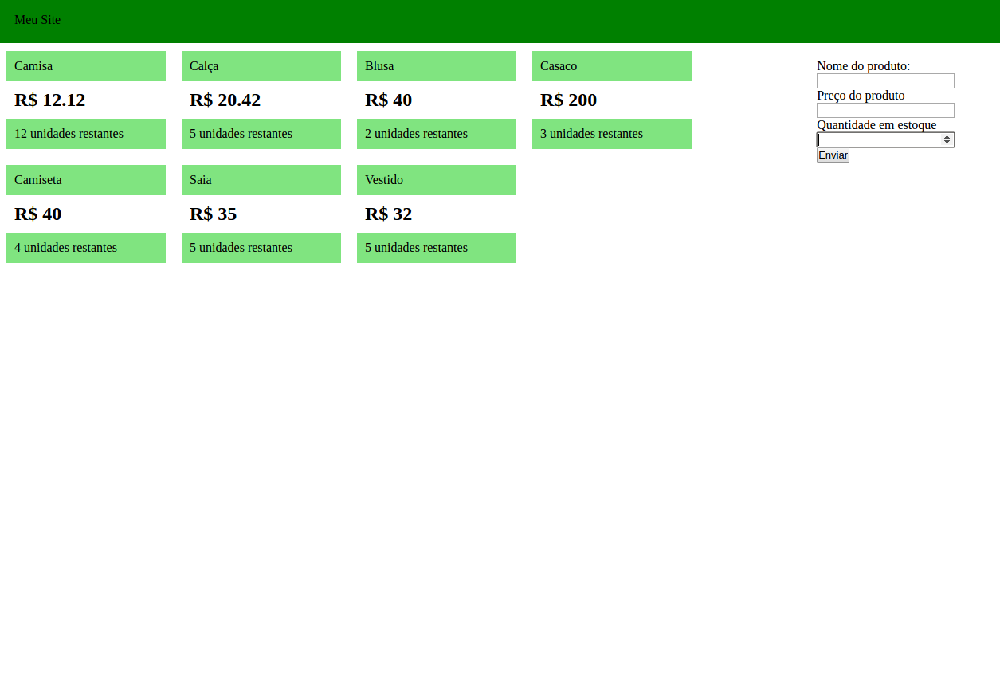 Meu Site
Camisa
R$ 12.12
12 unidades restantes
Calça
R$ 20.42
5 unidades restantes
Blusa
R$ 40
2 unidades restantes
Casaco
R$ 200
3 unidades restantes
Camiseta
R$ 40
4 unidades restantes
Saia
R$ 35
5 unidades restantes
Vestido
R$ 32
5 unidades restantes
Nome do produto:
Preço do produto
Quantidade em estoque
Enviar